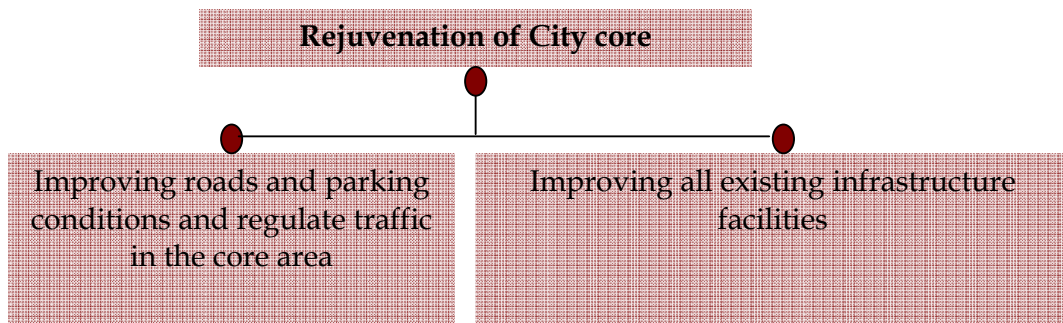 Rejuvenation of City core
Improving roads and parking
conditions and regulate traffic
in the core area
Improving all existing infrastructure
facilities